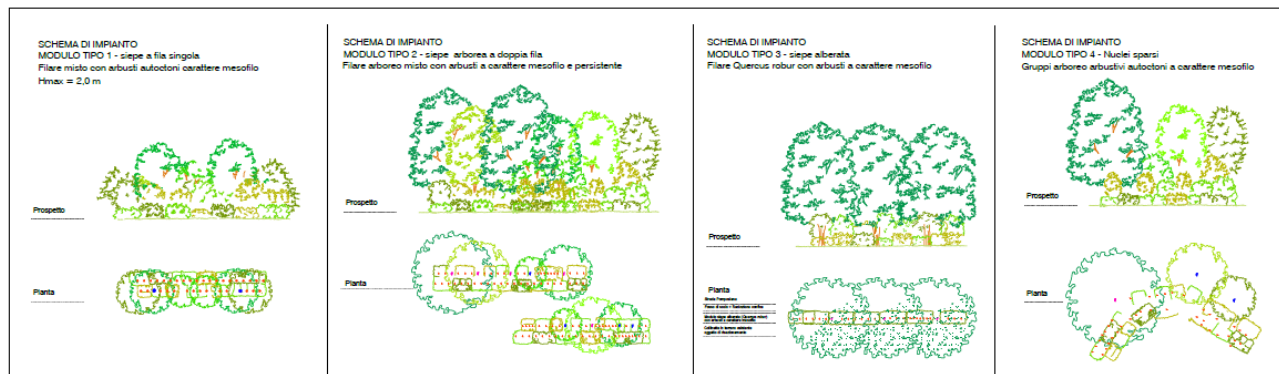 SCHEMA DI IMPIANTO
MODULO TIPO 1 - siepe a fila singola
Filare misto con arbusti autoctoni carattere mesofilo
Hmax = 2,0 m
Prospetto
Pianta
SCHEMA DI IMPIANTO
MODULO TIPO 2 - siepe arborea a doppia fila
Filare arboreo misto con arbusti a carattere mesofilo e persistente
Prospetto
Pianta
SCHEMA DI IMPIANTO
MODULO TIPO 3 - siepe alberata
Filare Quercus robur con arbusti a carattere mesofilo
Prospetto
Pianta
SCHEMA DI IMPIANTO
MODULO TIPO 4 - Nuclei sparsi
Gruppi arboreo arbustivi autoctoni a carattere mesofilo
Prospetto
Pianta